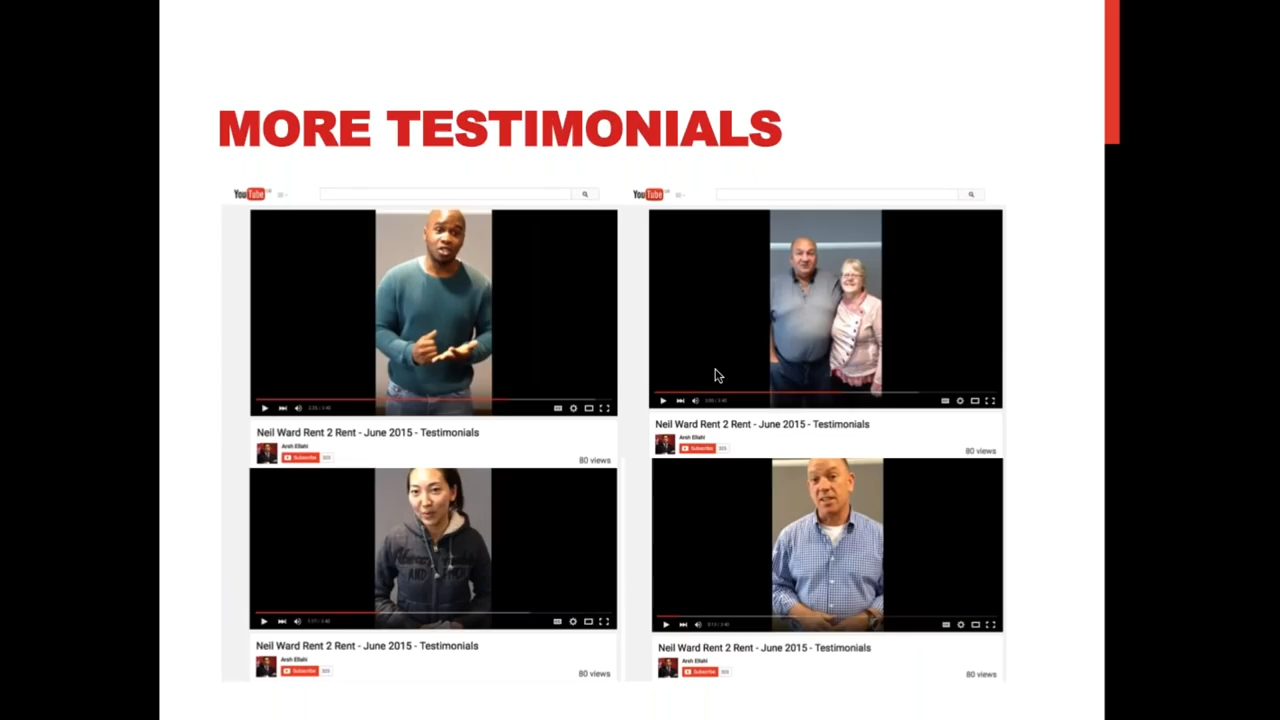 MORE TESTIMONIALS
YouTube
YouTube
Neil Ward Rent 2 Rent - June 2015 - Testimonials
Arsh Ellahi
Subscribe
80 views
Neil Ward Rent 2 Rent - June 2015 - Testimonials
Arsh Ellahi
Subscribe
80 views
AND
Neil Ward Rent 2 Rent - June 2015 - Testimonials
Arsh Ellahi
Subscribe
80 views
Neil Ward Rent 2 Rent - June 2015 - Testimonials
Arsh Ellahi
Subscribe
80 views